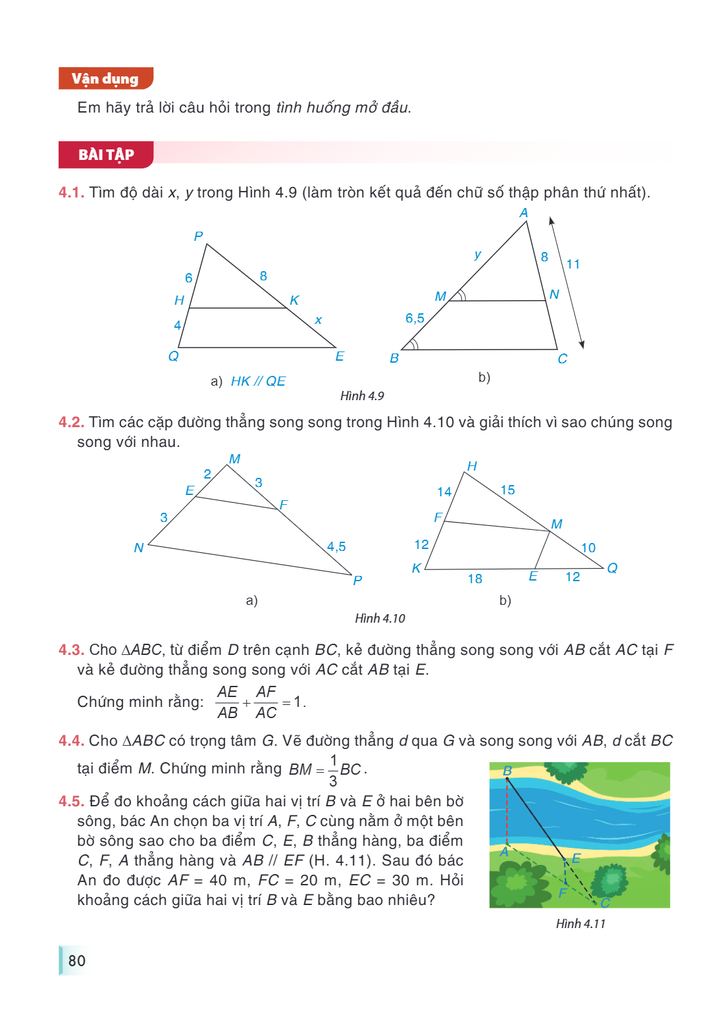 Vận dụng
Em hãy trả lời câu hỏi trong tình huống mở đầu.
BÀI TẬP
4.1. Tìm độ dài x, y trong Hình 4.9 (làm tròn kết quả đến chữ số thập phân thứ nhất).
P
6
8
H
K
4
x
Q
E
a) HK // QE
A
y
8
11
M
N
6,5
B
C
b)
Hình 4.9
4.2. Tìm các cặp đường thẳng song song trong Hình 4.10 và giải thích vì sao chúng song
song với nhau.
M
2
3
E
F
3
N
4,5
P
a)
H
14
15
F
M
12
10
K
18
E
12
Q
b)
Hình 4.10
4.3. Cho ∆ABC, từ điểm D trên cạnh BC, kẻ đường thẳng song song với AB cắt AC tại F
và kẻ đường thẳng song song với AC cắt AB tại E.
Chứng minh rằng: AE/AB + AF/AC = 1.
4.4. Cho ∆ABC có trọng tâm G. Vẽ đường thẳng d qua G và song song với AB, d cắt BC
tại điểm M. Chứng minh rằng BM = 1/3 BC.
4.5. Để đo khoảng cách giữa hai vị trí B và E ở hai bên bờ
sông, bác An chọn ba vị trí A, F, C cùng nằm ở một bên
bờ sông sao cho ba điểm C, E, B thẳng hàng, ba điểm
C, F, A thẳng hàng và AB // EF (H. 4.11). Sau đó bác
An đo được AF = 40 m, FC = 20 m, EC = 30 m. Hỏi
khoảng cách giữa hai vị trí B và E bằng bao nhiêu?
B
A
E
F
C
Hình 4.11
80